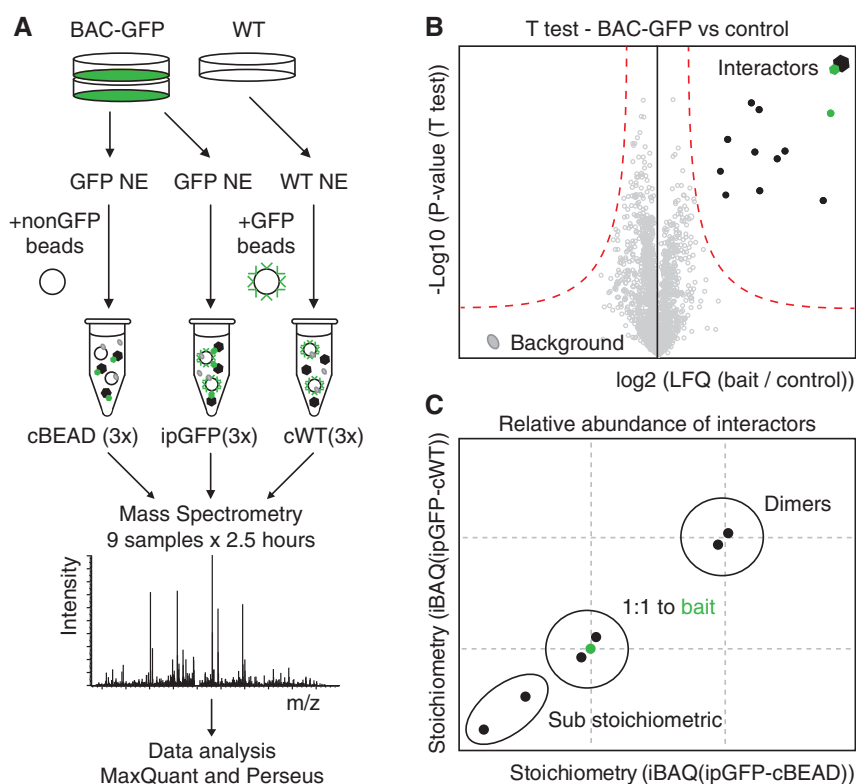 A
BAC-GFP
WT
GFP NE
GFP NE
WT NE
+nonGFP
beads
+GFP
beads
cBEAD (3x)
ipGFP(3x)
cWT(3x)
Mass Spectrometry
9 samples x 2.5 hours
Intensity
m/z
Data analysis
MaxQuant and Perseus
B
T test - BAC-GFP vs control
-Log10 (P-value (T test))
Interactors
Background
log2 (LFQ (bait / control))
C
Relative abundance of interactors
Stoichiometry (iBAQ(ipGFP-cWT))
Dimers
1:1 to bait
Sub stoichiometric
Stoichiometry (iBAQ(ipGFP-cBEAD))